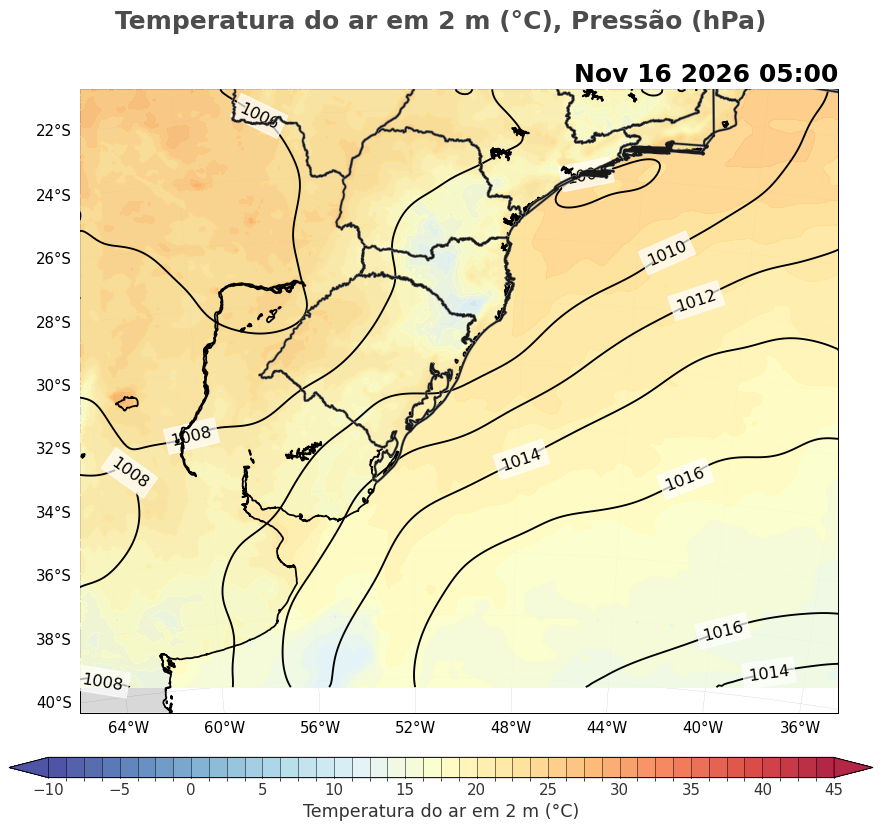 Temperatura do ar em 2 m (°C), Pressão (hPa)
Nov 16 2026 05:00
1006
22°S
24°S
26°S
1010
1012
28°S
30°S
1008
32°S
1008
1014
1016
34°S
36°S
38°S
1016
1014
1008
40°S
64°W 60°W 56°W 52°W 48°W 44°W 40°W 36°W
−10 −5 0 5 10 15 20 25 30 35 40 45
Temperatura do ar em 2 m (°C)